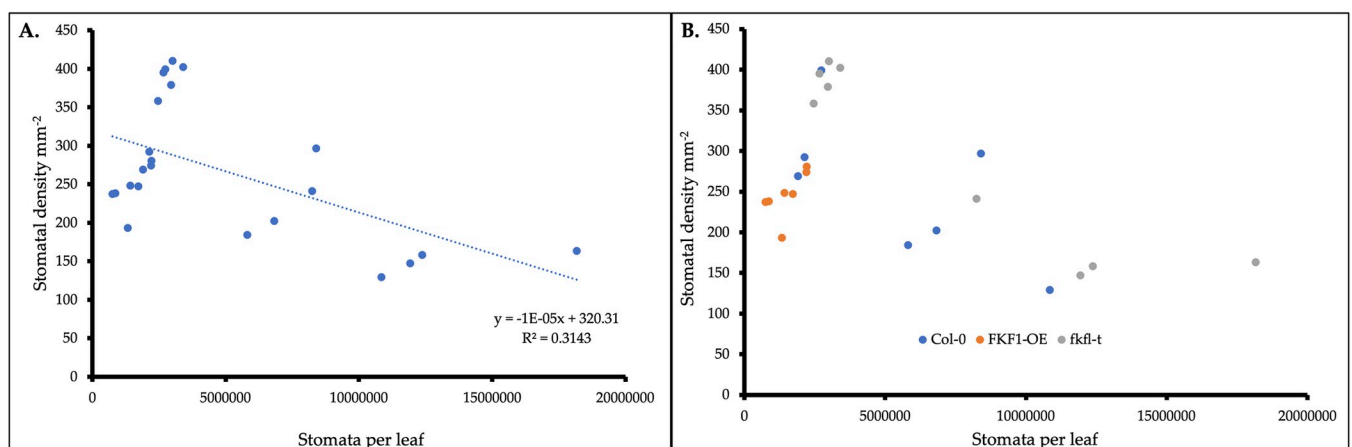 A.
Stomatal density mm-2
450
400
350
300
250
200
150
100
50
0
y = -1E-05x + 320.31
R² = 0.3143
0 5000000 10000000 15000000 20000000
Stomata per leaf
B.
Stomatal density mm-2
450
400
350
300
250
200
150
100
50
0
Col-0 FKF1-OE fkfl-t
0 5000000 10000000 15000000 20000000
Stomata per leaf